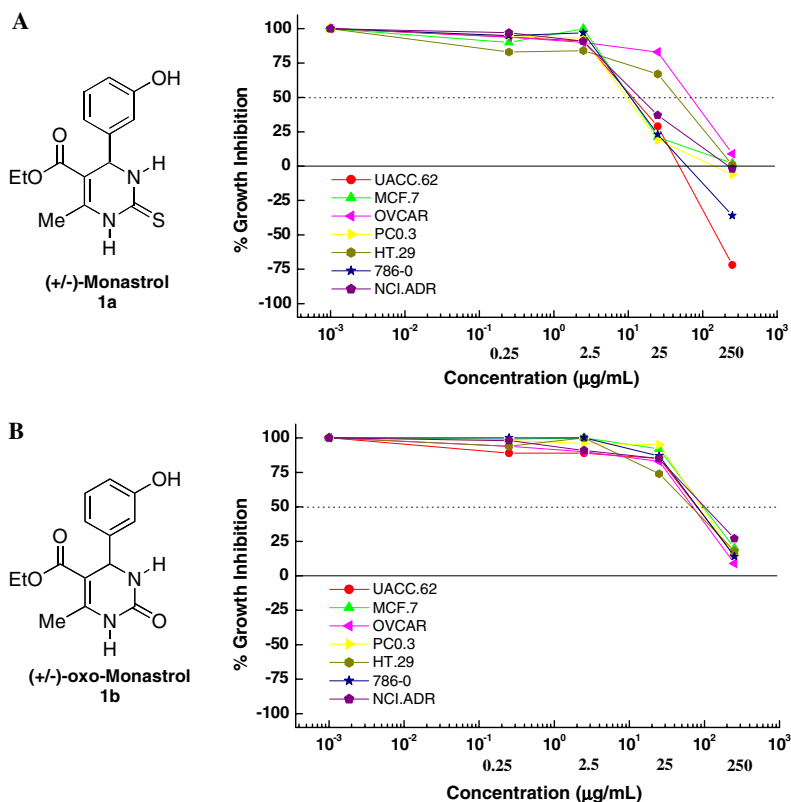 A
OH
O
EtO
N
H
Me
N
H
S
(+/-)-Monastrol
1a
% Growth Inhibition
100
75
50
25
0
-25
-50
-75
-100
UACC.62
MCF.7
OVCAR
PC0.3
HT.29
786-0
NCI.ADR
10⁻³ 10⁻² 10⁻¹ 10⁰ 10¹ 10² 10³
0.25 2.5 25 250
Concentration (µg/mL)
B
OH
O
EtO
N
H
Me
N
H
O
(+/-)-oxo-Monastrol
1b
% Growth Inhibition
100
75
50
25
0
-25
-50
-75
-100
UACC.62
MCF.7
OVCAR
PC0.3
HT.29
786-0
NCI.ADR
10⁻³ 10⁻² 10⁻¹ 10⁰ 10¹ 10² 10³
0.25 2.5 25 250
Concentration (µg/mL)